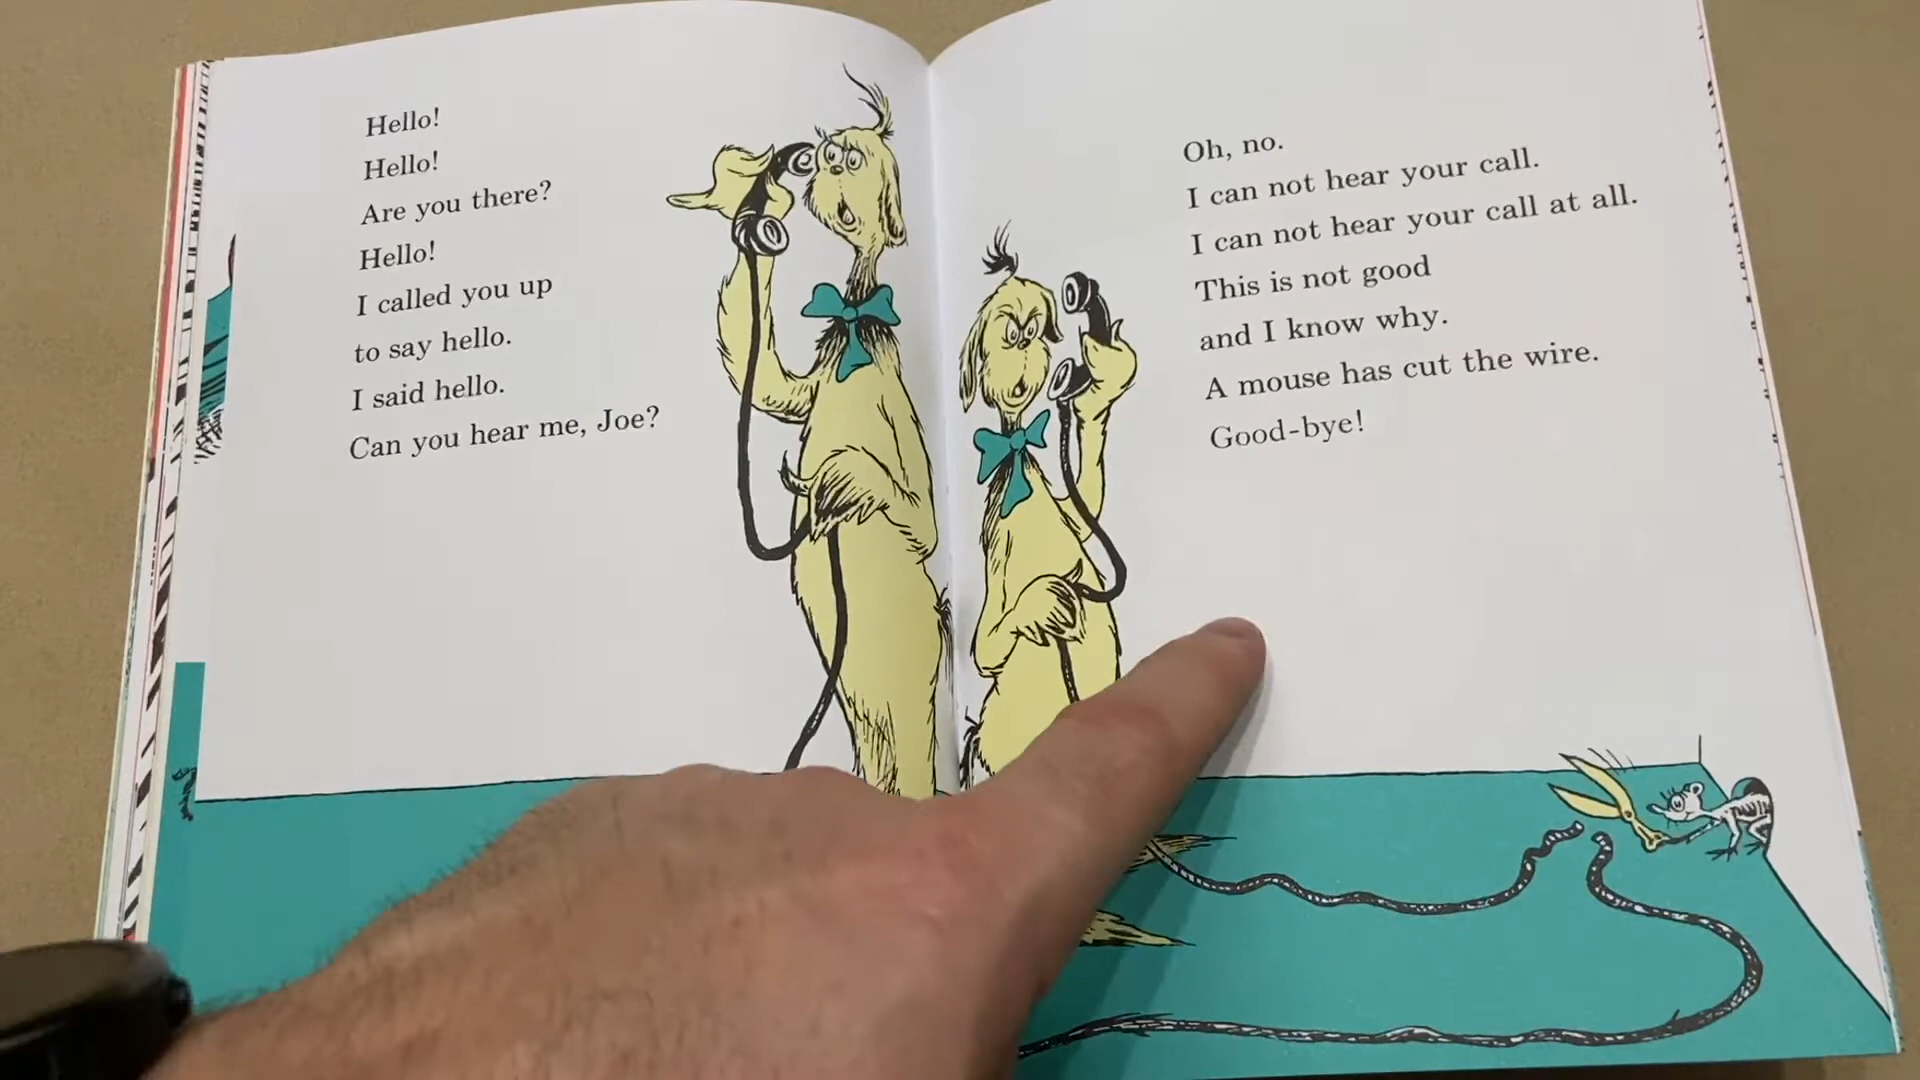 Hello!
Hello!
Are you there?
Hello!
I called you up
to say hello.
I said hello.
Can you hear me, Joe?
Oh, no.
I can not hear your call.
I can not hear your call at all.
This is not good
and I know why.
A mouse has cut the wire.
Good-bye!